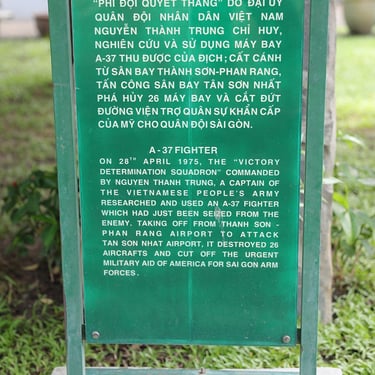 "PHI ĐỘI QUYẾT THẮNG" DO ĐẠI ÚY
QUÂN ĐỘI NHÂN DÂN VIỆT NAM
NGUYỄN THÀNH TRUNG CHỈ HUY,
NGHIÊN CỨU VÀ SỬ DỤNG MÁY BAY
A-37 THU ĐƯỢC CỦA ĐỊCH; CẤT CÁNH
TỪ SÂN BAY THÀNH SƠN-PHAN RANG,
TẤN CÔNG SÂN BAY TÂN SƠN NHẤT
PHÁ HỦY 26 MÁY BAY VÀ CẮT ĐỨT
ĐƯỜNG VIỆN TRỢ QUÂN SỰ KHẨN CẤP
CỦA MỸ CHO QUÂN ĐỘI SÀI GÒN.
A-37 FIGHTER
ON 28TH APRIL 1975, THE "VICTORY
DETERMINATION SQUADRON" COMMANDED
BY NGUYEN THANH TRUNG, A CAPTAIN OF
THE VIETNAMESE PEOPLE'S ARMY
RESEARCHED AND USED AN A-37 FIGHTER
WHICH HAD JUST BEEN SEIZED FROM THE
ENEMY. TAKING OFF FROM THANH SON -
PHAN RANG AIRPORT TO ATTACK
TAN SON NHAT AIRPORT, IT DESTROYED 26
AIRCRAFTS AND CUT OFF THE URGENT
MILITARY AID OF AMERICA FOR SAI GON ARM
FORCES.